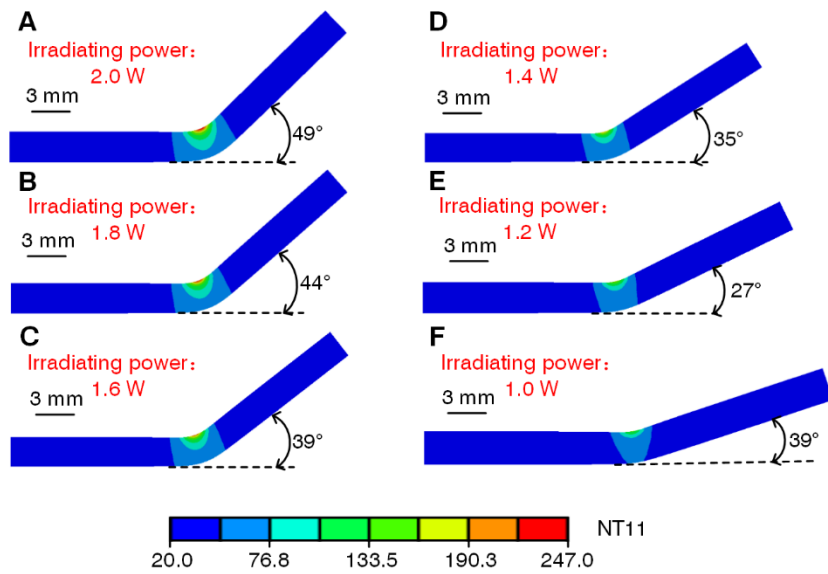 A
Irradiating power:
2.0 W
3 mm
49°
B
Irradiating power:
1.8 W
3 mm
44°
C
Irradiating power:
1.6 W
3 mm
39°
D
Irradiating power:
1.4 W
3 mm
35°
E
Irradiating power:
1.2 W
3 mm
27°
F
Irradiating power:
1.0 W
3 mm
39°
NT11
20.0 76.8 133.5 190.3 247.0